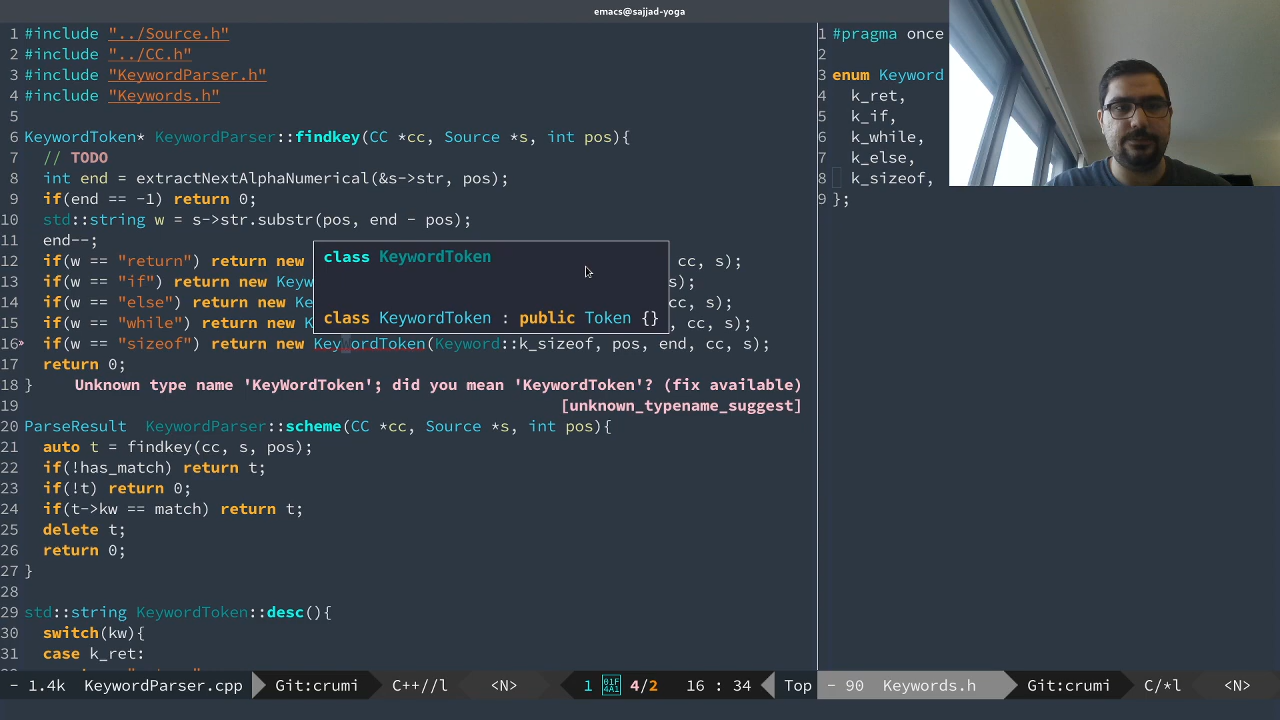 emacs@sajjad-yoga
1 #include "../Source.h"
2 #include "../CC.h"
3 #include "KeywordParser.h"
4 #include "Keywords.h"
5
6 KeywordToken* KeywordParser::findkey(CC *cc, Source *s, int pos){
7 // TODO
8 int end = extractNextAlphaNumerical(&s->str, pos);
9 if(end == -1) return 0;
10 std::string w = s->str.substr(pos, end - pos);
11 end--;
12 if(w == "return") return new cc, s);
13 if(w == "if") return new Keyw s);
14 if(w == "else") return new Ke cc, s);
15 if(w == "while") return new K , cc, s);
16 if(w == "sizeof") return new KeyWordToken(Keyword::k_sizeof, pos, end, cc, s);
17 return 0;
18 } Unknown type name 'KeyWordToken'; did you mean 'KeywordToken'? (fix available)
19 [unknown_typename_suggest]
20 ParseResult KeywordParser::scheme(CC *cc, Source *s, int pos){
21 auto t = findkey(cc, s, pos);
22 if(!has_match) return t;
23 if(!t) return 0;
24 if(t->kw == match) return t;
25 delete t;
26 return 0;
27 }
28
29 std::string KeywordToken::desc(){
30 switch(kw){
31 case k_ret:
class KeywordToken
class KeywordToken : public Token {}
1 #pragma once
2
3 enum Keyword
4 k_ret,
5 k_if,
6 k_while,
7 k_else,
8 k_sizeof,
9 };
- 1.4k KeywordParser.cpp Git:crumi C++//l <N> 1 4/2 16 : 34 Top
- 90 Keywords.h Git:crumi C/*l <N>